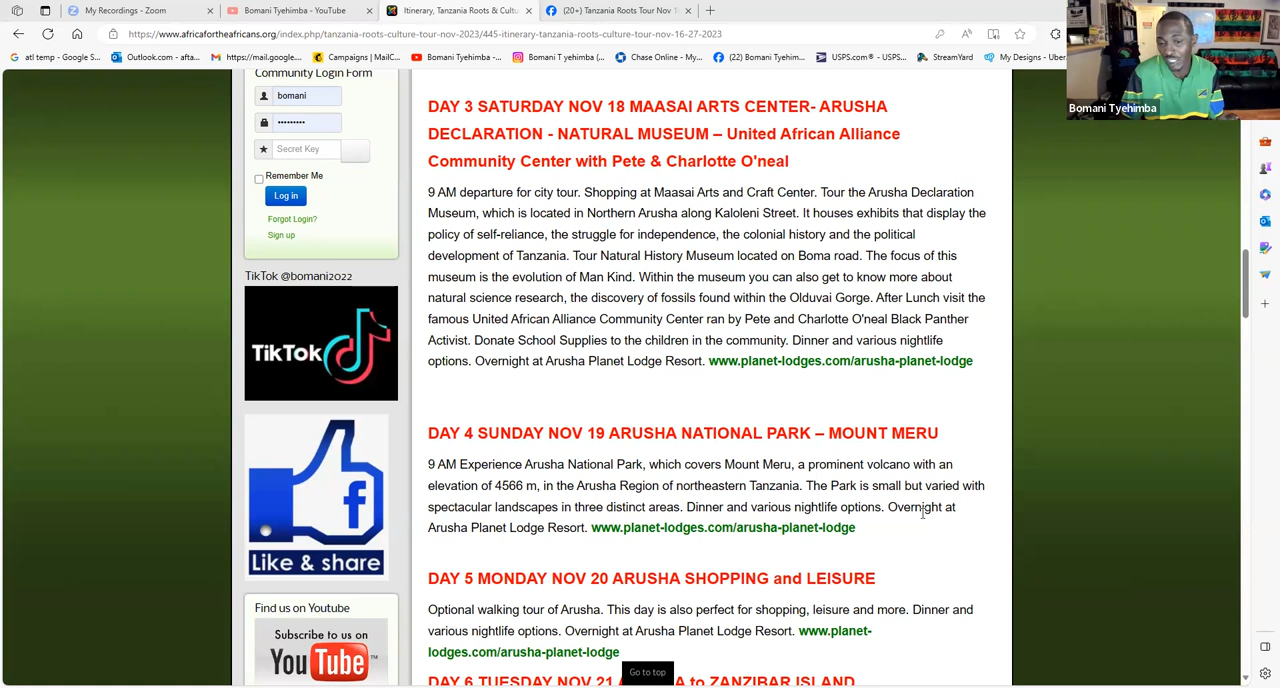 My Recordings - Zoom
Bomani Tyehimba - YouTube
Itinerary, Tanzania Roots & Cultu
(20+) Tanzania Roots Tour Nov 1
https://www.africafortheafricans.org/index.php/tanzania-roots-culture-tour-nov-2023/445-itinerary-tanzania-roots-culture-tour-nov-16-27-2023
atl temp - Google S...
Outlook.com - afta...
https://mail.google...
Campaigns | MailC...
Bomani Tyehimba -...
Bomani T yehimba (...
Chase Online - My...
(22) Bomani Tyehim...
USPS.com® - USPS...
StreamYard
My Designs - Uber
Bomani Tyehimba
Community Login Form
bomani
Secret Key
Remember Me
Log in
Forgot Login?
Sign up
TikTok @bomani2022
TikTok
f
Like & share
Find us on Youtube
Subscribe to us on
YouTube
DAY 3 SATURDAY NOV 18 MAASAI ARTS CENTER- ARUSHA
DECLARATION - NATURAL MUSEUM – United African Alliance
Community Center with Pete & Charlotte O'neal
9 AM departure for city tour. Shopping at Maasai Arts and Craft Center. Tour the Arusha Declaration
Museum, which is located in Northern Arusha along Kaloleni Street. It houses exhibits that display the
policy of self-reliance, the struggle for independence, the colonial history and the political
development of Tanzania. Tour Natural History Museum located on Boma road. The focus of this
museum is the evolution of Man Kind. Within the museum you can also get to know more about
natural science research, the discovery of fossils found within the Olduvai Gorge. After Lunch visit the
famous United African Alliance Community Center ran by Pete and Charlotte O'neal Black Panther
Activist. Donate School Supplies to the children in the community. Dinner and various nightlife
options. Overnight at Arusha Planet Lodge Resort. www.planet-lodges.com/arusha-planet-lodge
DAY 4 SUNDAY NOV 19 ARUSHA NATIONAL PARK – MOUNT MERU
9 AM Experience Arusha National Park, which covers Mount Meru, a prominent volcano with an
elevation of 4566 m, in the Arusha Region of northeastern Tanzania. The Park is small but varied with
spectacular landscapes in three distinct areas. Dinner and various nightlife options. Overnight at
Arusha Planet Lodge Resort. www.planet-lodges.com/arusha-planet-lodge
DAY 5 MONDAY NOV 20 ARUSHA SHOPPING and LEISURE
Optional walking tour of Arusha. This day is also perfect for shopping, leisure and more. Dinner and
various nightlife options. Overnight at Arusha Planet Lodge Resort. www.planet-
lodges.com/arusha-planet-lodge
Go to top
DAY 6 TUESDAY NOV 21 to ZANZIBAR ISLAND